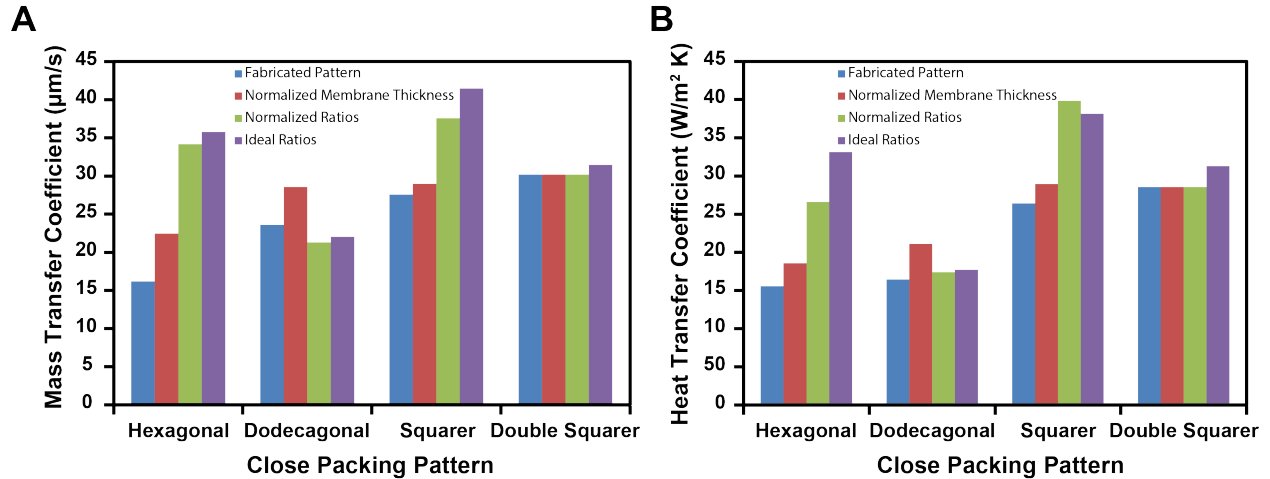 A
Mass Transfer Coefficient (µm/s)
45
40
35
30
25
20
15
10
5
0
Fabricated Pattern
Normalized Membrane Thickness
Normalized Ratios
Ideal Ratios
Hexagonal
Dodecagonal
Squarer
Double Squarer
Close Packing Pattern
B
Heat Transfer Coefficient (W/m² K)
45
40
35
30
25
20
15
10
50
0
Fabricated Pattern
Normalized Membrane Thickness
Normalized Ratios
Ideal Ratios
Hexagonal
Dodecagonal
Squarer
Double Squarer
Close Packing Pattern